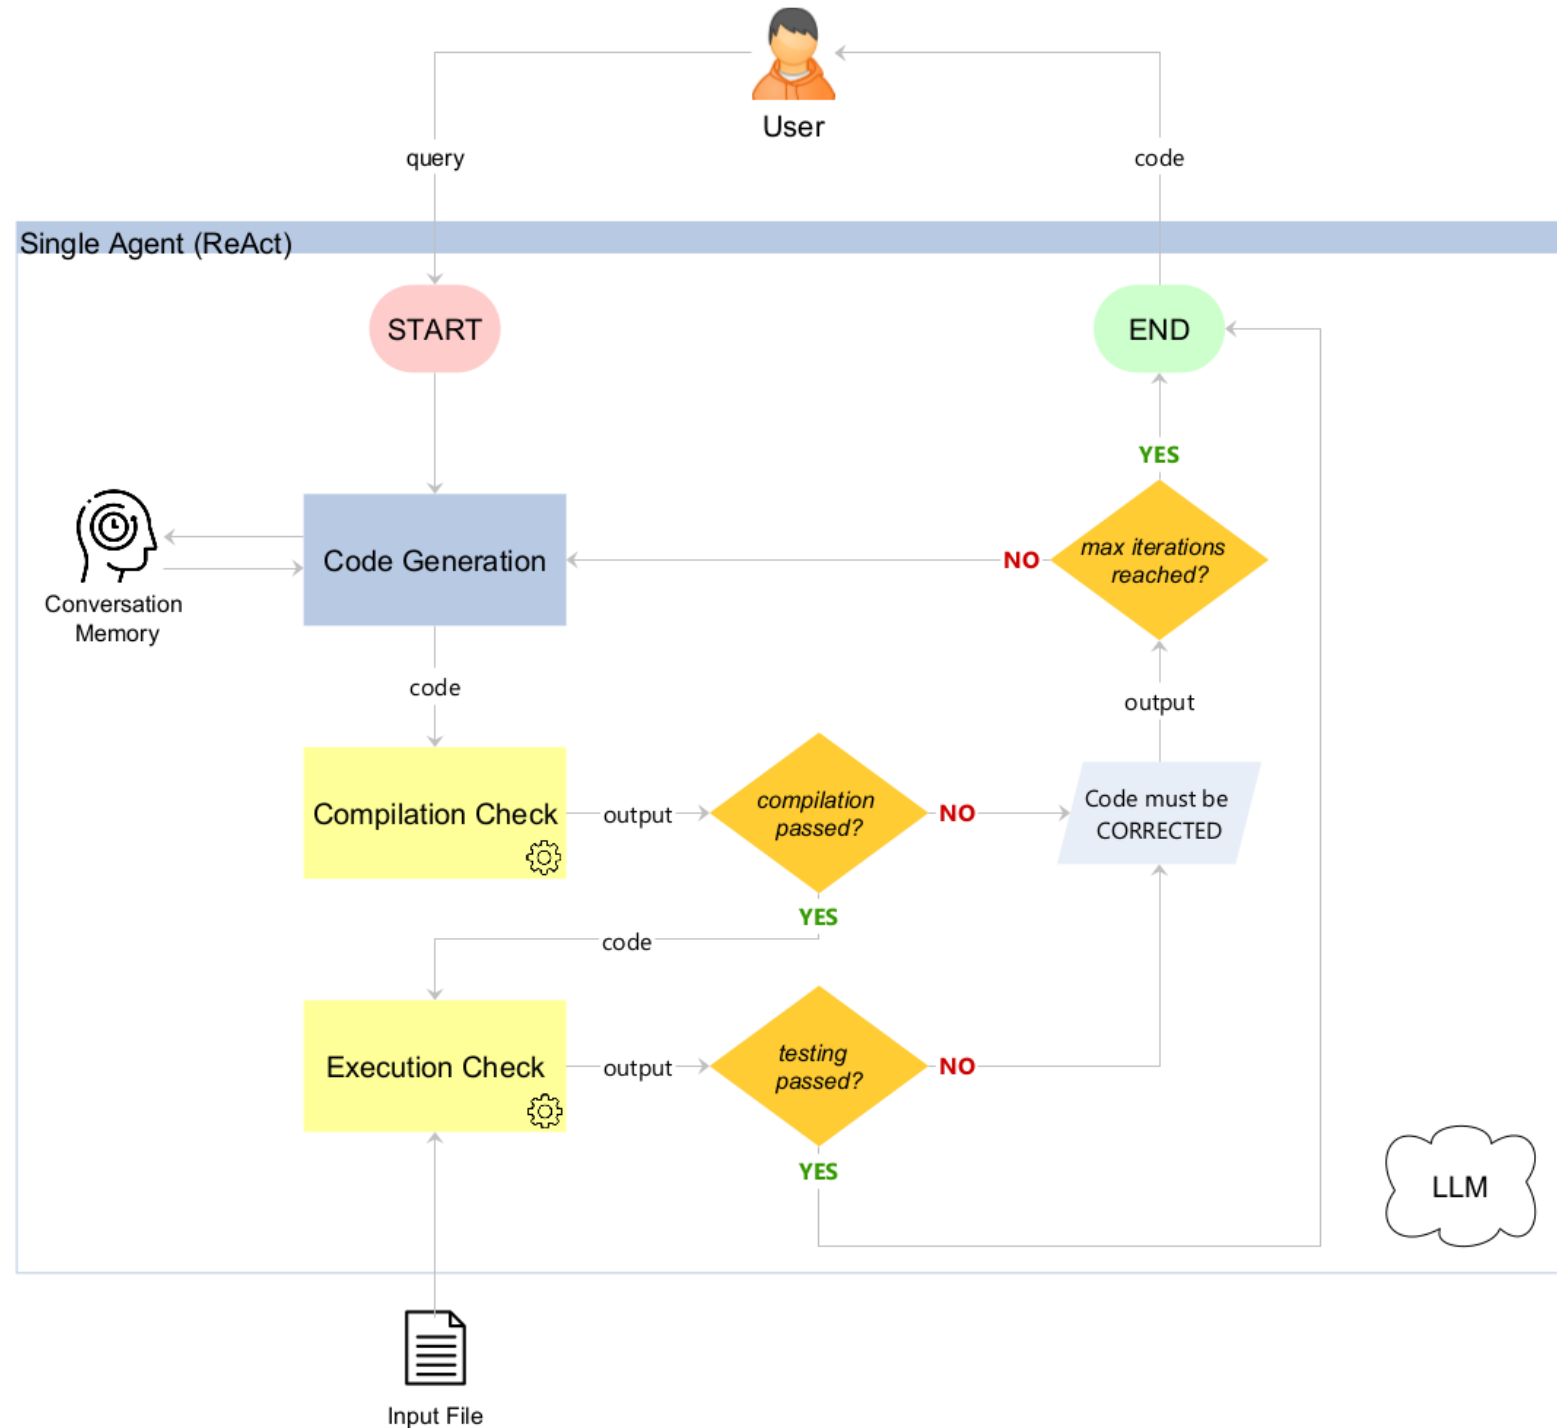 User
query
code
Single Agent (ReAct)
START
END
YES
Code Generation
NO
max iterations
reached?
Conversation
Memory
code
output
Compilation Check
output
compilation
passed?
NO
Code must be
CORRECTED
YES
code
Execution Check
output
testing
passed?
NO
YES
LLM
Input File